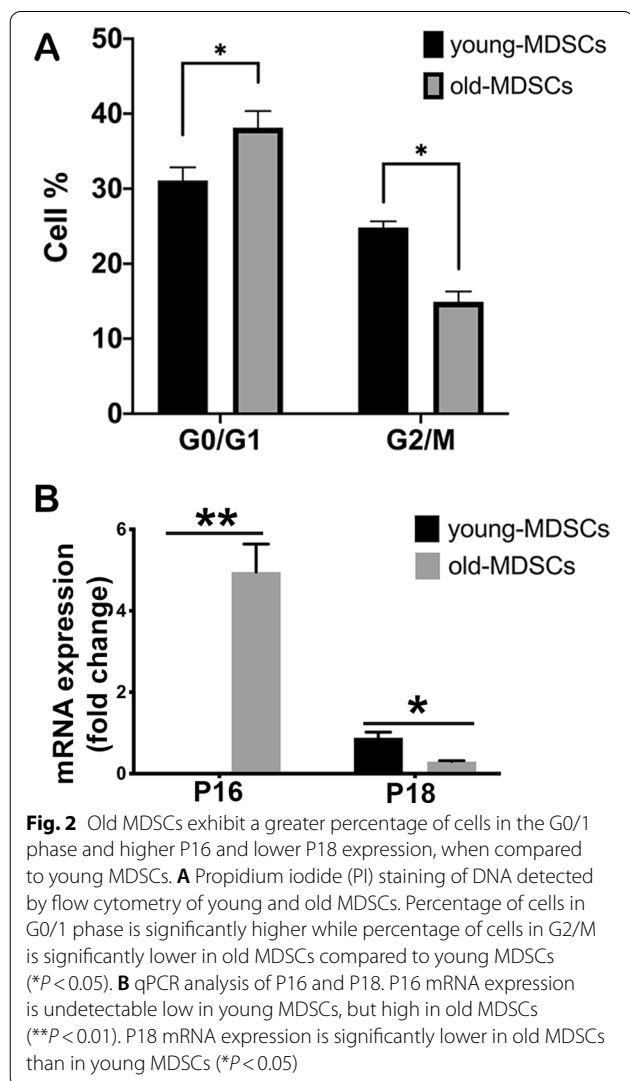 A
50
40
30
20
10
0
Cell %
*
*
young-MDSCs
old-MDSCs
G0/G1
G2/M
B
6
4
2
0
mRNA expression
(fold change)
**
*
young-MDSCs
old-MDSCs
P16
P18
Fig. 2 Old MDSCs exhibit a greater percentage of cells in the G0/1
phase and higher P16 and lower P18 expression, when compared
to young MDSCs. A Propidium iodide (PI) staining of DNA detected
by flow cytometry of young and old MDSCs. Percentage of cells in
G0/1 phase is significantly higher while percentage of cells in G2/M
is significantly lower in old MDSCs compared to young MDSCs
(*P < 0.05). B qPCR analysis of P16 and P18. P16 mRNA expression
is undetectable low in young MDSCs, but high in old MDSCs
(**P < 0.01). P18 mRNA expression is significantly lower in old MDSCs
than in young MDSCs (*P < 0.05)